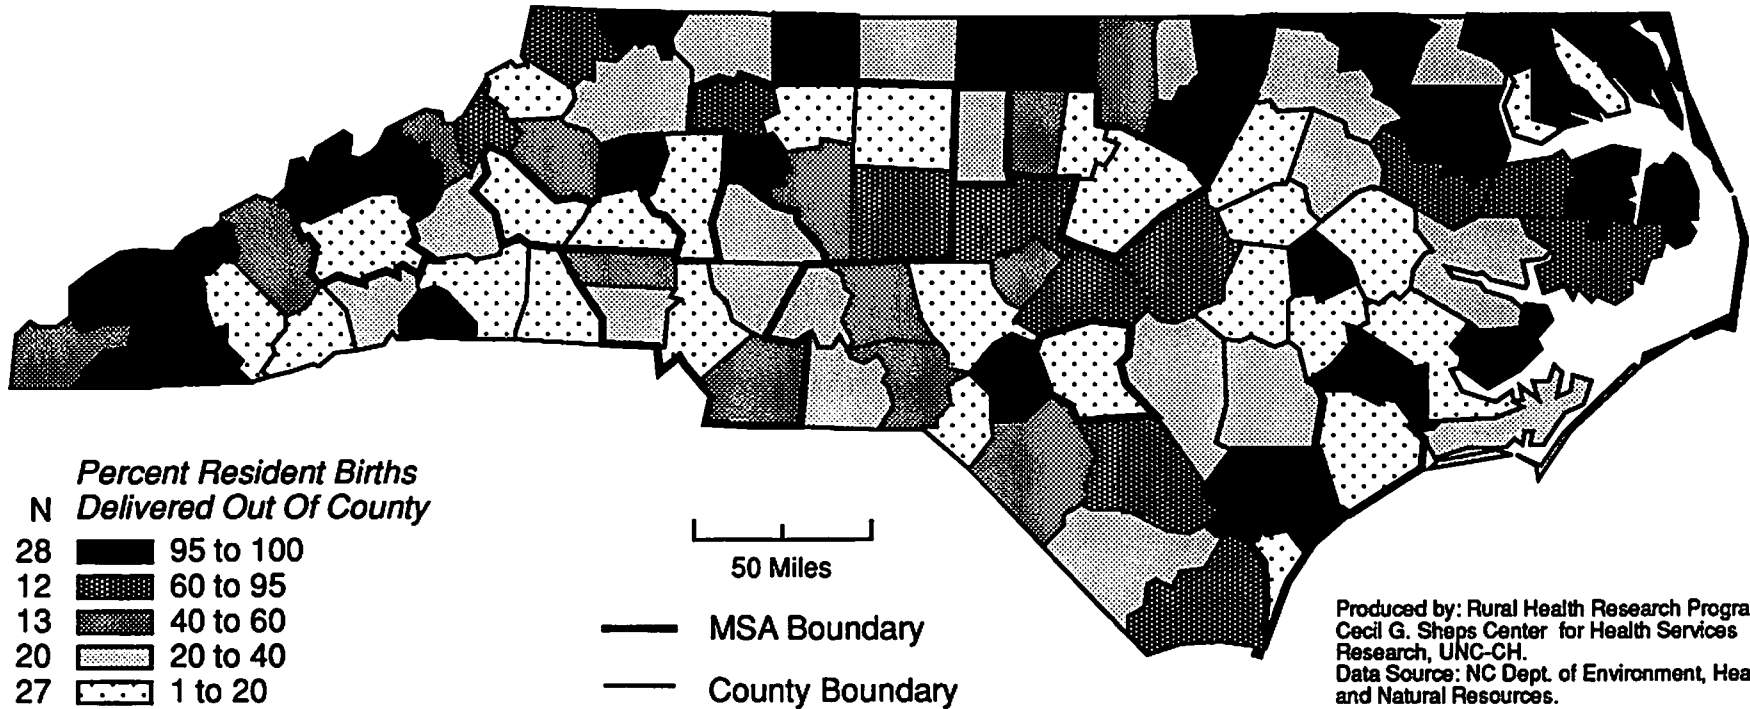 Percent Resident Births
N Delivered Out Of County
28 95 to 100
12 60 to 95
13 40 to 60
20 20 to 40
27 1 to 20
50 Miles
MSA Boundary
County Boundary
Produced by: Rural Health Research Progra
Cecil G. Sheps Center for Health Services
Research, UNC-CH.
Data Source: NC Dept. of Environment, Hea
and Natural Resources.